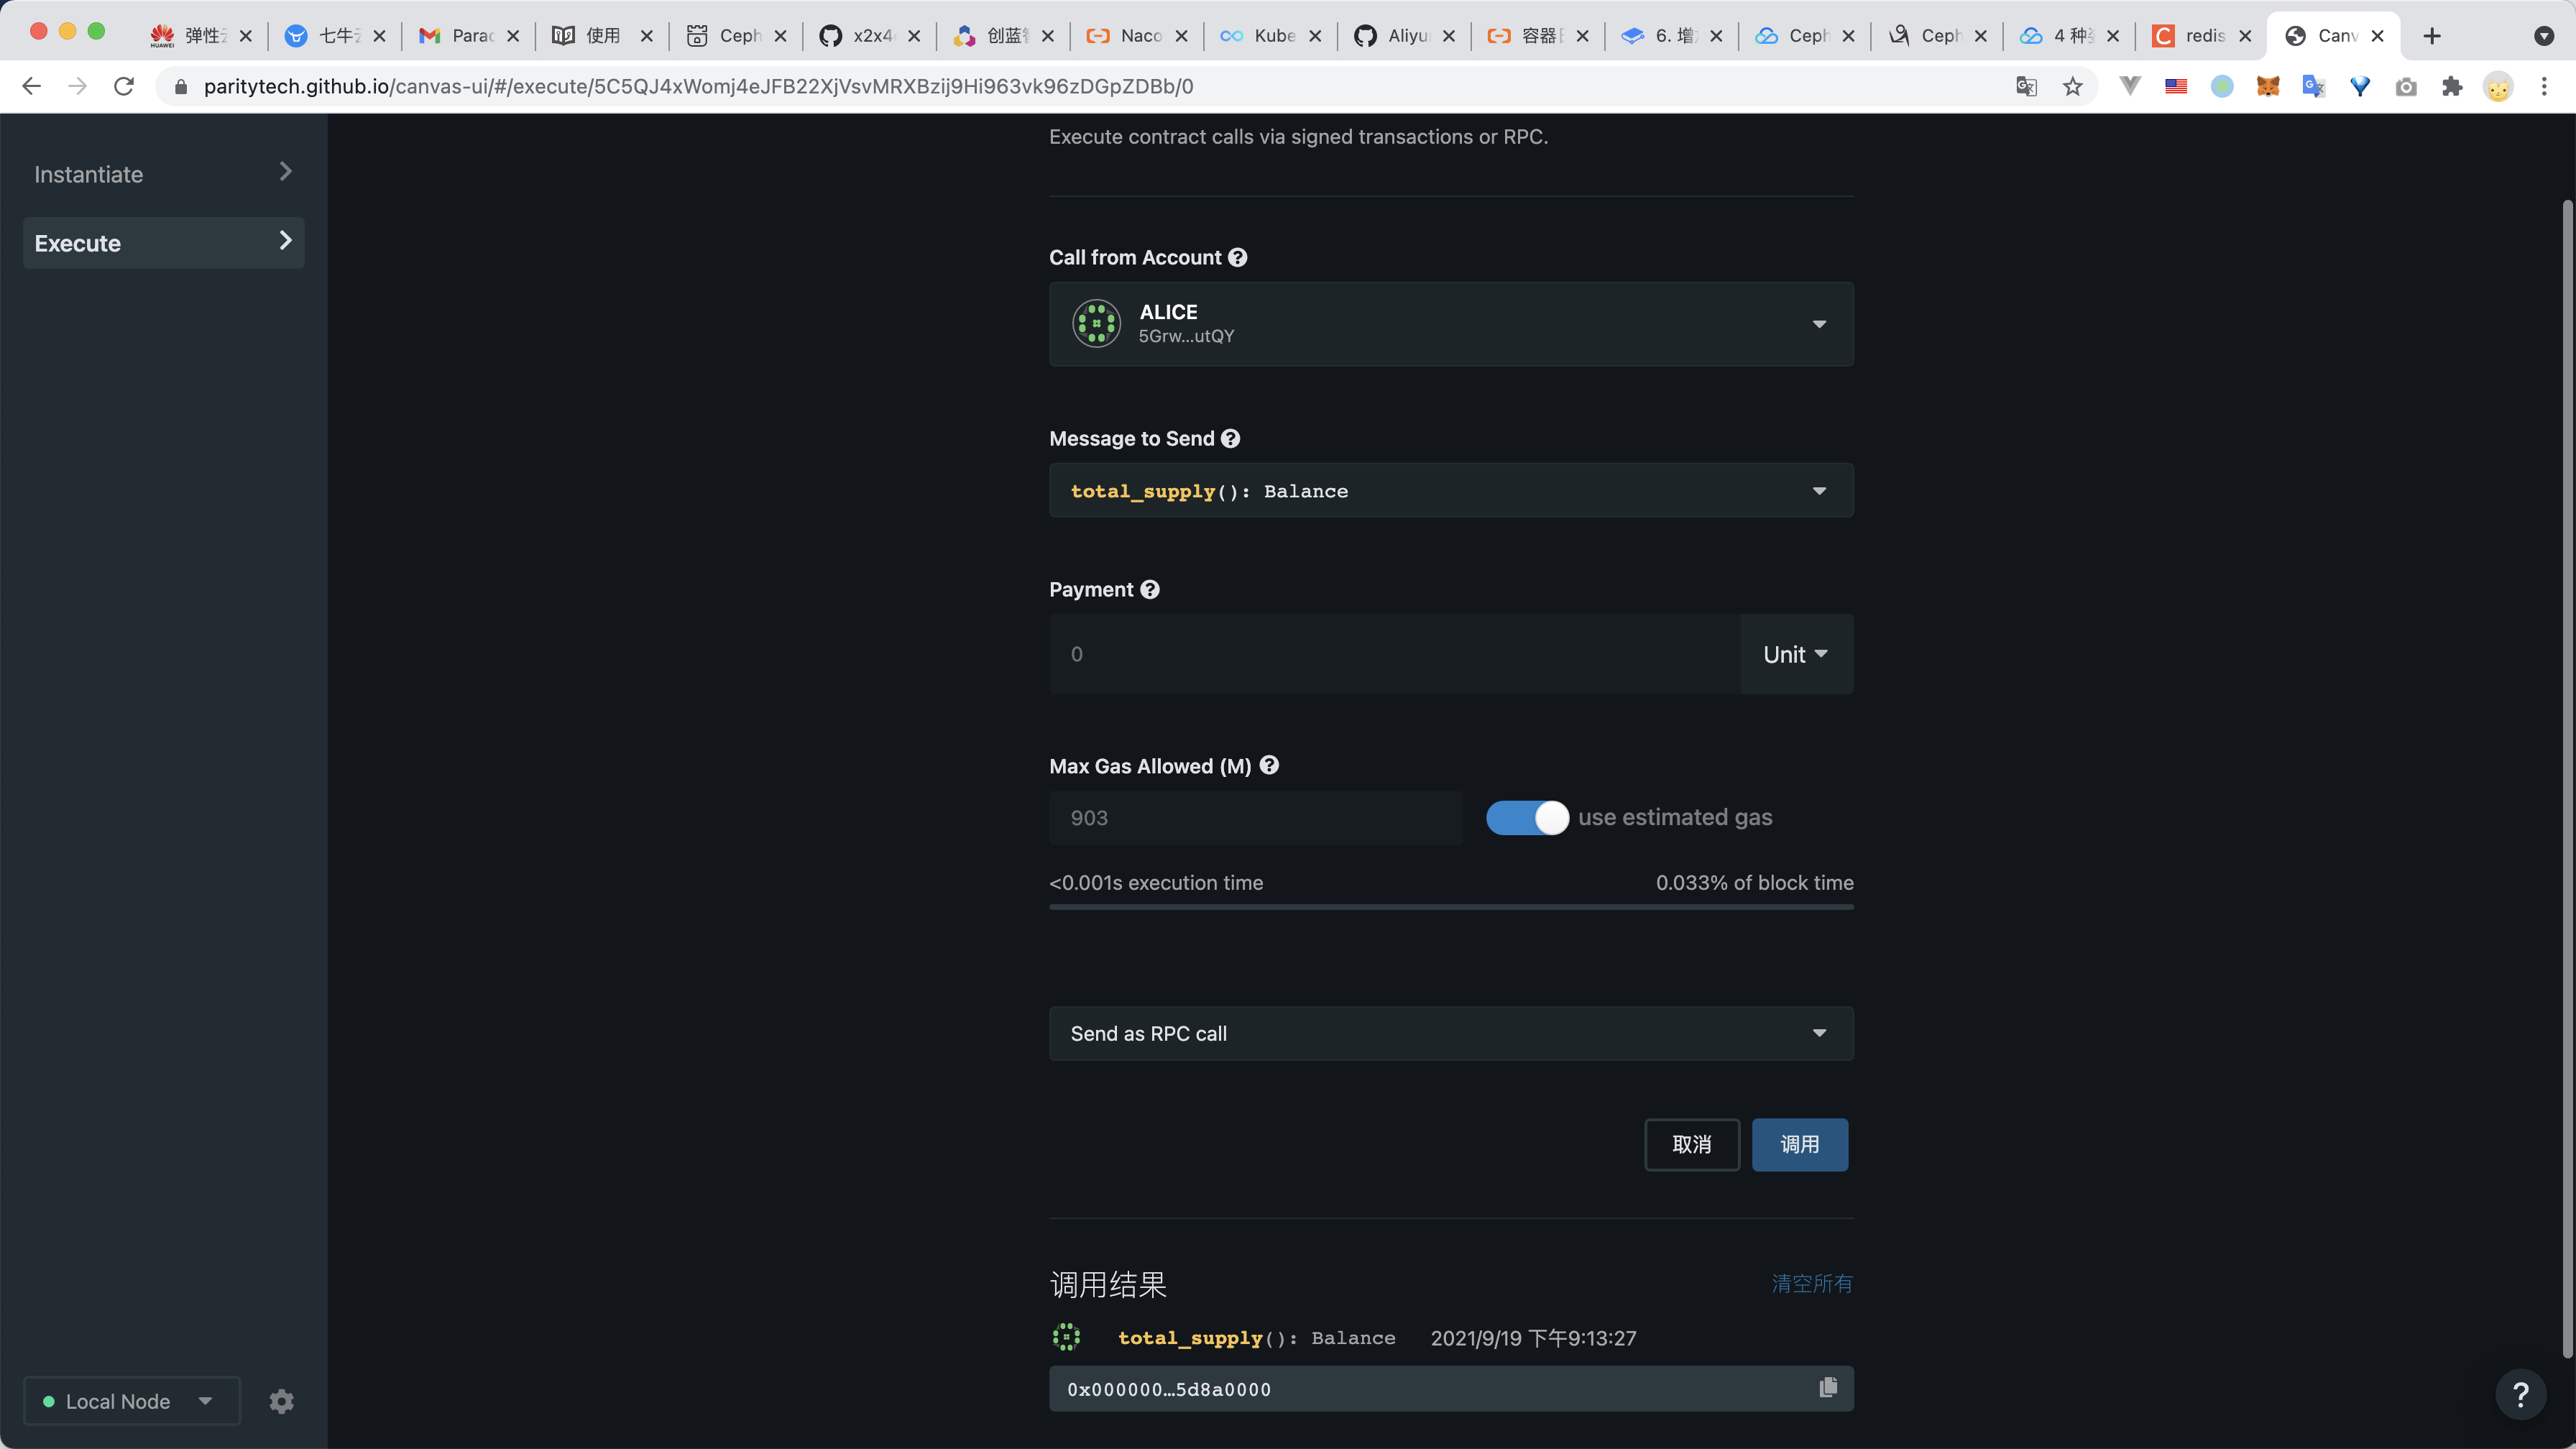 弹性
七牛
Parad
使用
Ceph
x2x4
创蓝
Naco
Kube
Aliyu
容器
6. 增
Ceph
Ceph
4 种
redis
Canv
HUAWEI
paritytech.github.io/canvas-ui/#/execute/5C5QJ4xWomj4eJFB22XjVsvMRXBzij9Hi963vk96zDGpZDBb/0
Execute contract calls via signed transactions or RPC.
Instantiate
Execute
Call from Account
ALICE
5Grw...utQY
Message to Send
total_supply(): Balance
Payment
0
Unit
Max Gas Allowed (M)
903
use estimated gas
<0.001s execution time
0.033% of block time
Send as RPC call
取消
调用
调用结果
清空所有
total_supply(): Balance
2021/9/19 下午9:13:27
0x000000…5d8a0000
Local Node
?